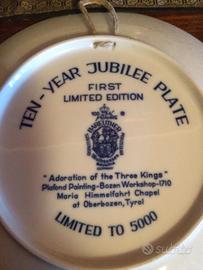 TEN-YEAR JUBILEE PLATE
FIRST
LIMITED EDITION
"Adoration of the Three Kings"
Plafond Painting-Bozen Workshop-1710
Maria Himmelfahrt Chapel
at Oberbozen, Tyrol
LIMITED TO 5000
subito